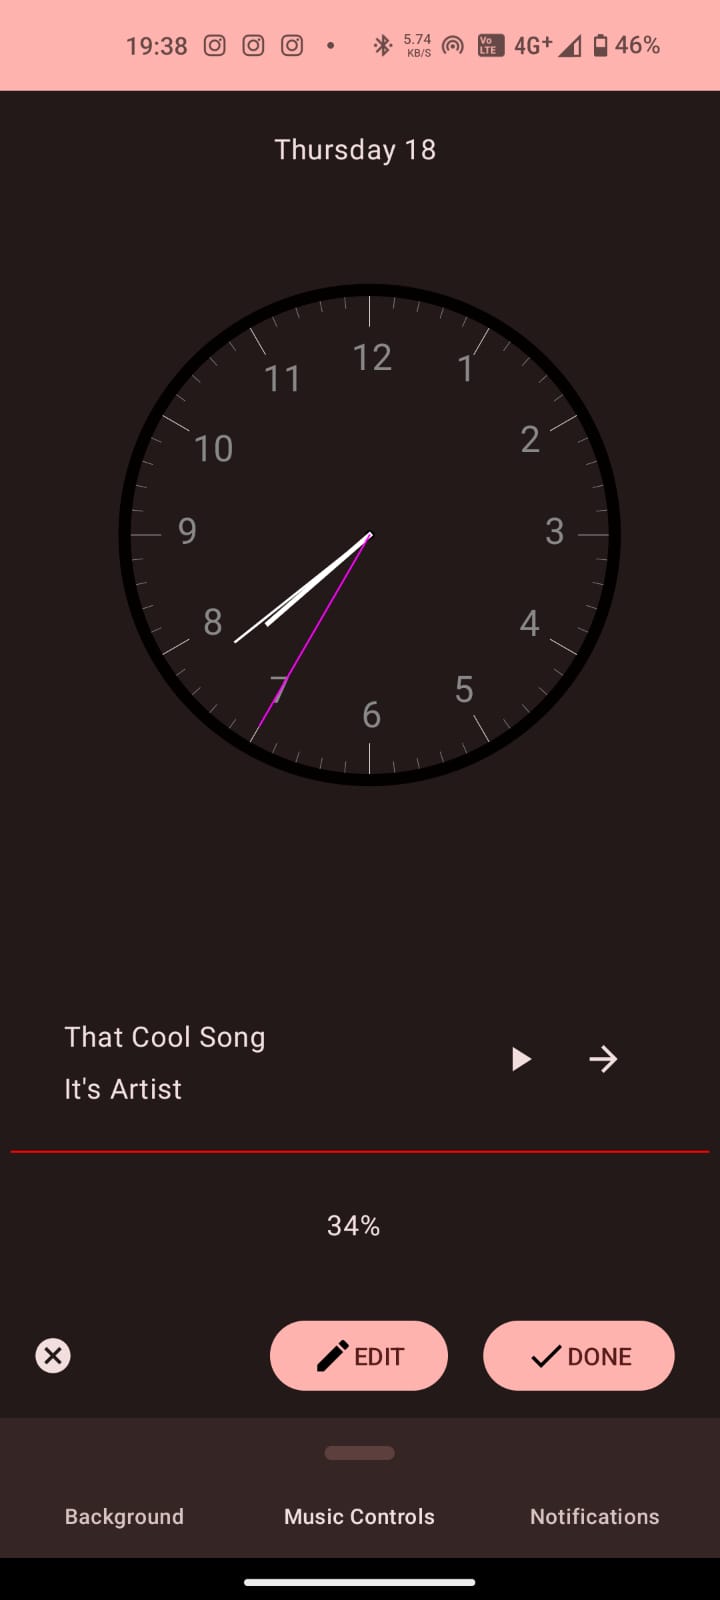 19:38 5.74 KB/S Vo LTE 4G+ 46%
Thursday 18
12
11 1
10 2
9 3
8 4
7 5
6
That Cool Song
It's Artist
34%
EDIT DONE
Background Music Controls Notifications